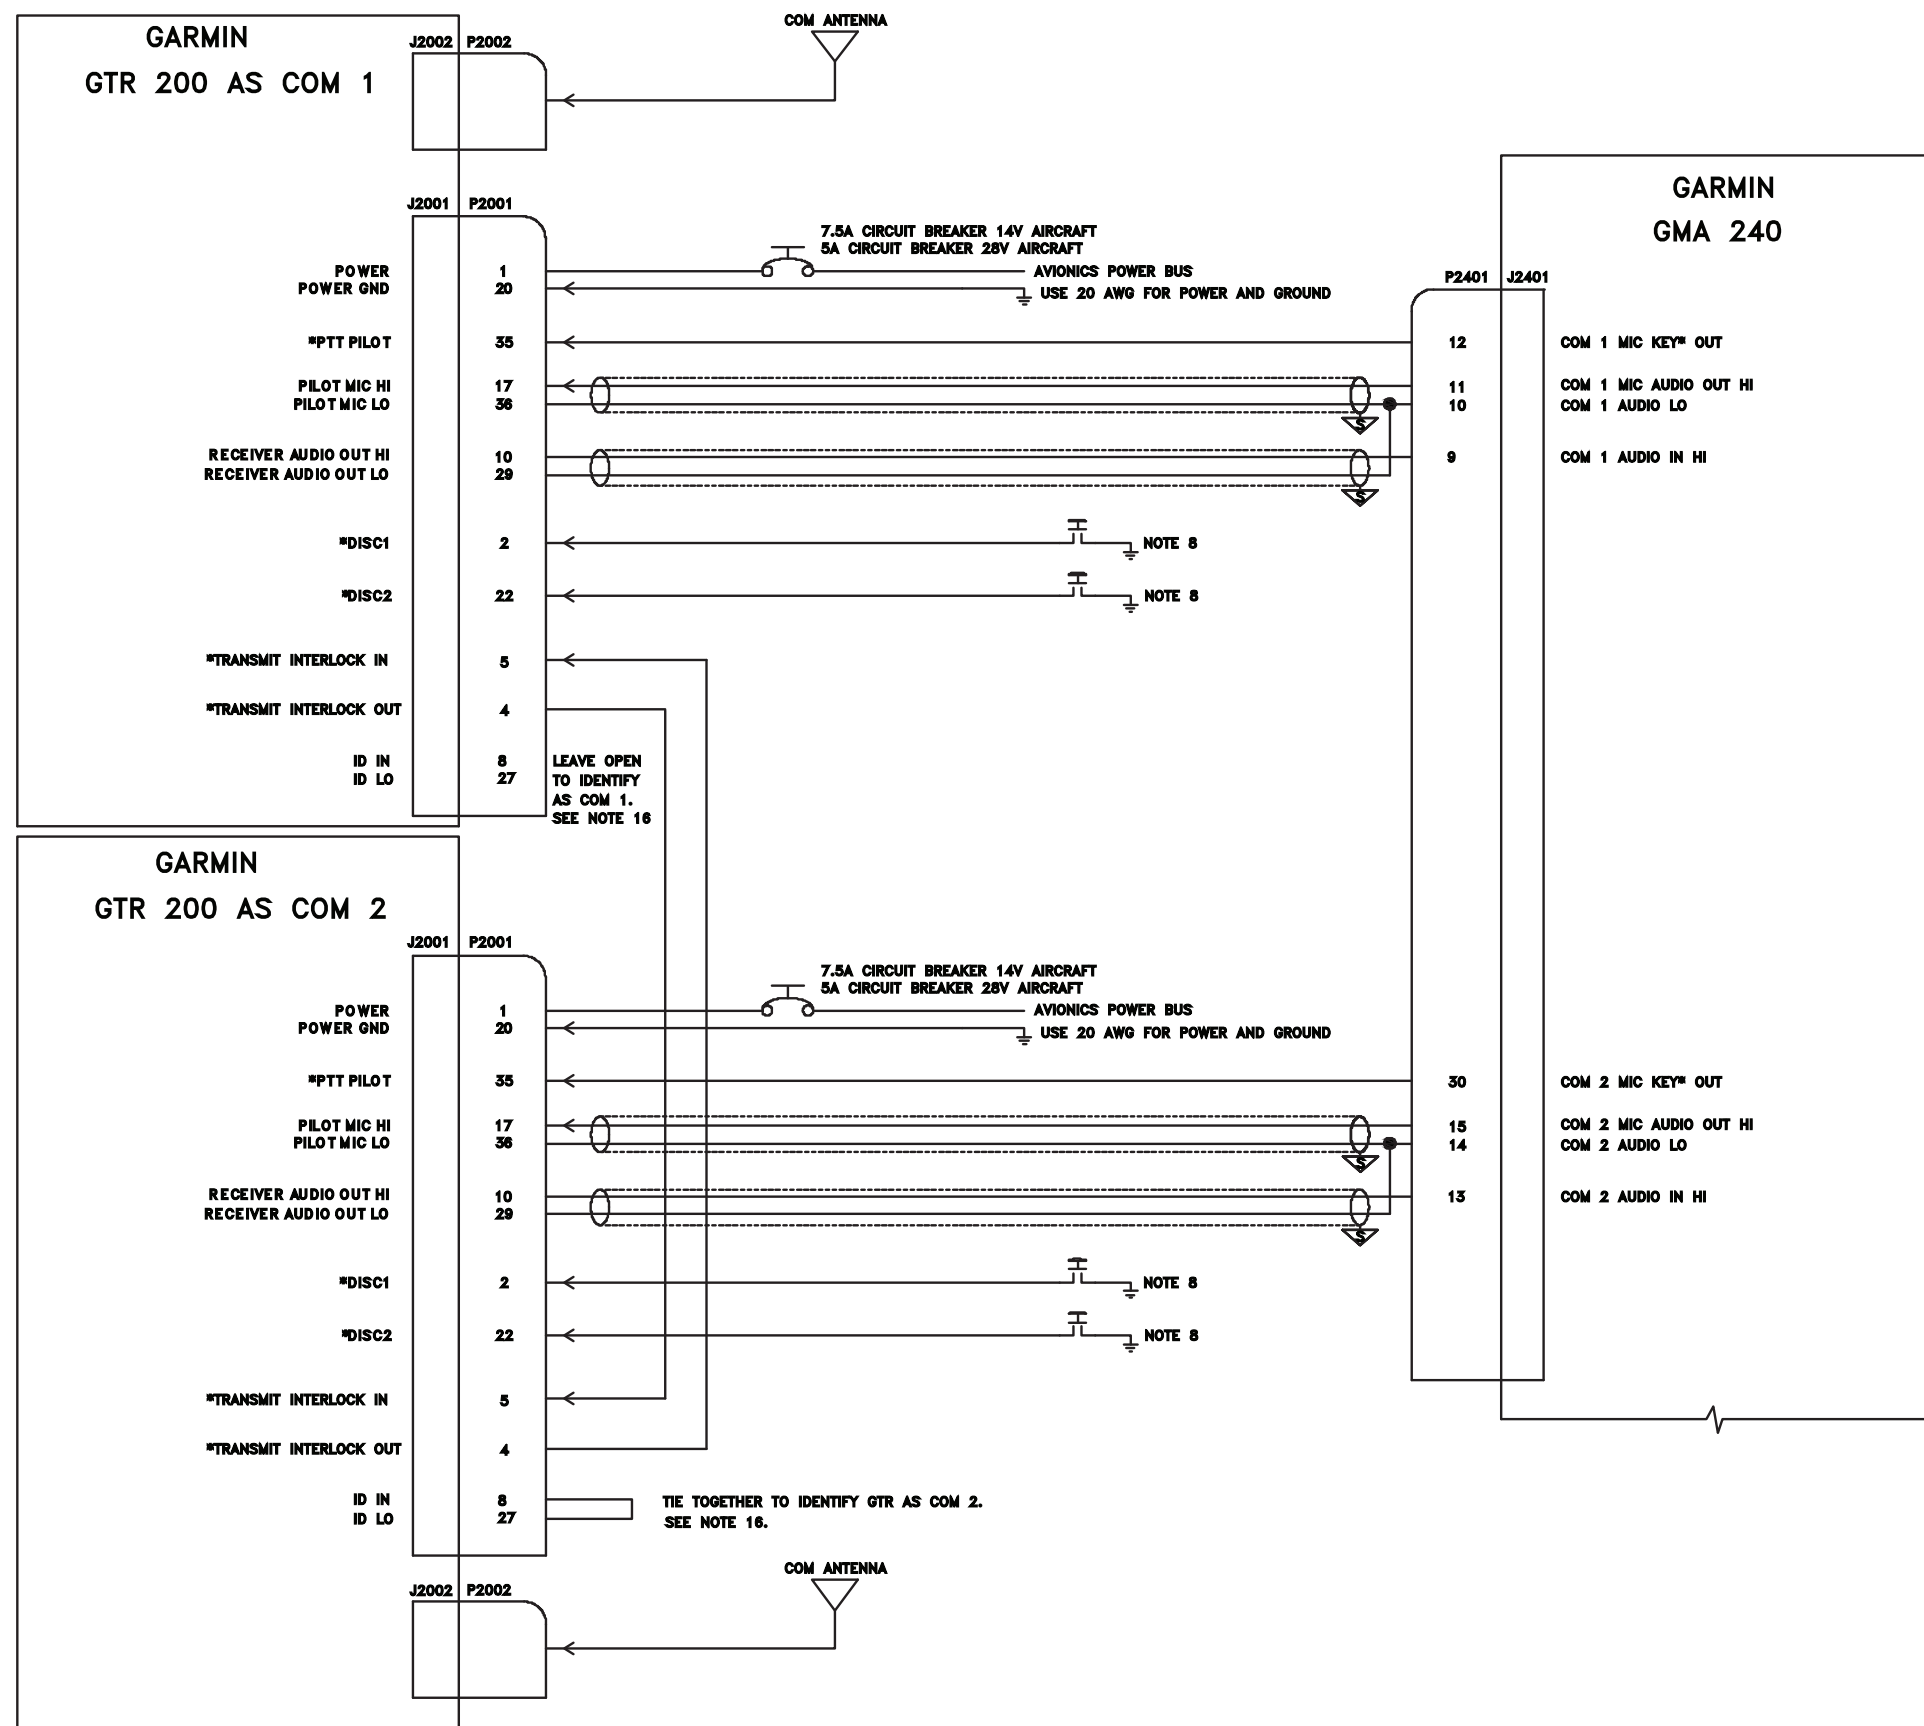 COM ANTENNA
GARMIN
GTR 200 AS COM 1
J2002 P2002
GARMIN
GMA 240
J2001 P2001
7.5A CIRCUIT BREAKER 14V AIRCRAFT
5A CIRCUIT BREAKER 28V AIRCRAFT
POWER 1 AVIONICS POWER BUS
POWER GND 20 USE 20 AWG FOR POWER AND GROUND
P2401 J2401
*PTT PILOT 35 12 COM 1 MIC KEY* OUT
PILOT MIC HI 17 11 COM 1 MIC AUDIO OUT HI
PILOT MIC LO 36 10 COM 1 AUDIO LO
S
RECEIVER AUDIO OUT HI 10 9 COM 1 AUDIO IN HI
RECEIVER AUDIO OUT LO 29
S
*DISC1 2 NOTE 8
*DISC2 22 NOTE 8
*TRANSMIT INTERLOCK IN 5
*TRANSMIT INTERLOCK OUT 4
ID IN 8 LEAVE OPEN
ID LO 27 TO IDENTIFY
AS COM 1.
SEE NOTE 16
GARMIN
GTR 200 AS COM 2
J2001 P2001
7.5A CIRCUIT BREAKER 14V AIRCRAFT
5A CIRCUIT BREAKER 28V AIRCRAFT
POWER 1 AVIONICS POWER BUS
POWER GND 20 USE 20 AWG FOR POWER AND GROUND
*PTT PILOT 35 30 COM 2 MIC KEY* OUT
PILOT MIC HI 17 15 COM 2 MIC AUDIO OUT HI
PILOT MIC LO 36 14 COM 2 AUDIO LO
S
RECEIVER AUDIO OUT HI 10 13 COM 2 AUDIO IN HI
RECEIVER AUDIO OUT LO 29
S
*DISC1 2 NOTE 8
*DISC2 22 NOTE 8
*TRANSMIT INTERLOCK IN 5
*TRANSMIT INTERLOCK OUT 4
ID IN 8 TIE TOGETHER TO IDENTIFY GTR AS COM 2.
ID LO 27 SEE NOTE 16.
COM ANTENNA
J2002 P2002